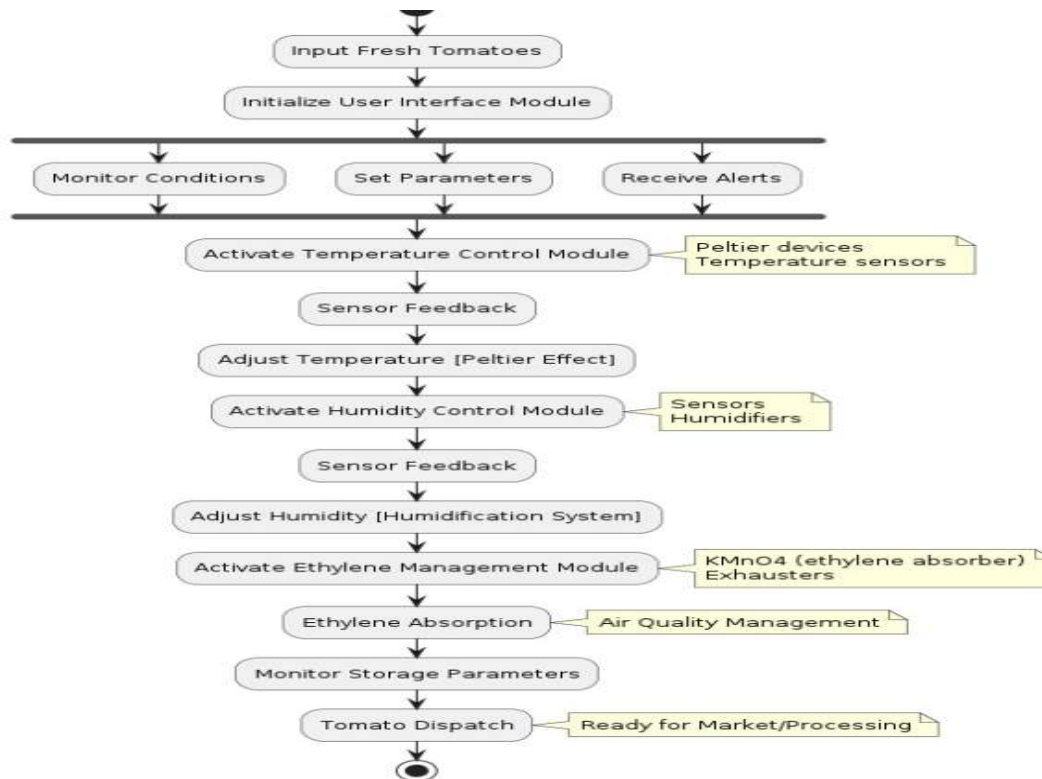 Input Fresh Tomatoes
Initialize User Interface Module
Monitor Conditions
Set Parameters
Receive Alerts
Activate Temperature Control Module
Peltier devices
Temperature sensors
Sensor Feedback
Adjust Temperature [Peltier Effect]
Activate Humidity Control Module
Sensors
Humidifiers
Sensor Feedback
Adjust Humidity [Humidification System]
Activate Ethylene Management Module
KMnO4 (ethylene absorber)
Exhausters
Ethylene Absorption
Air Quality Management
Monitor Storage Parameters
Tomato Dispatch
Ready for Market/Processing